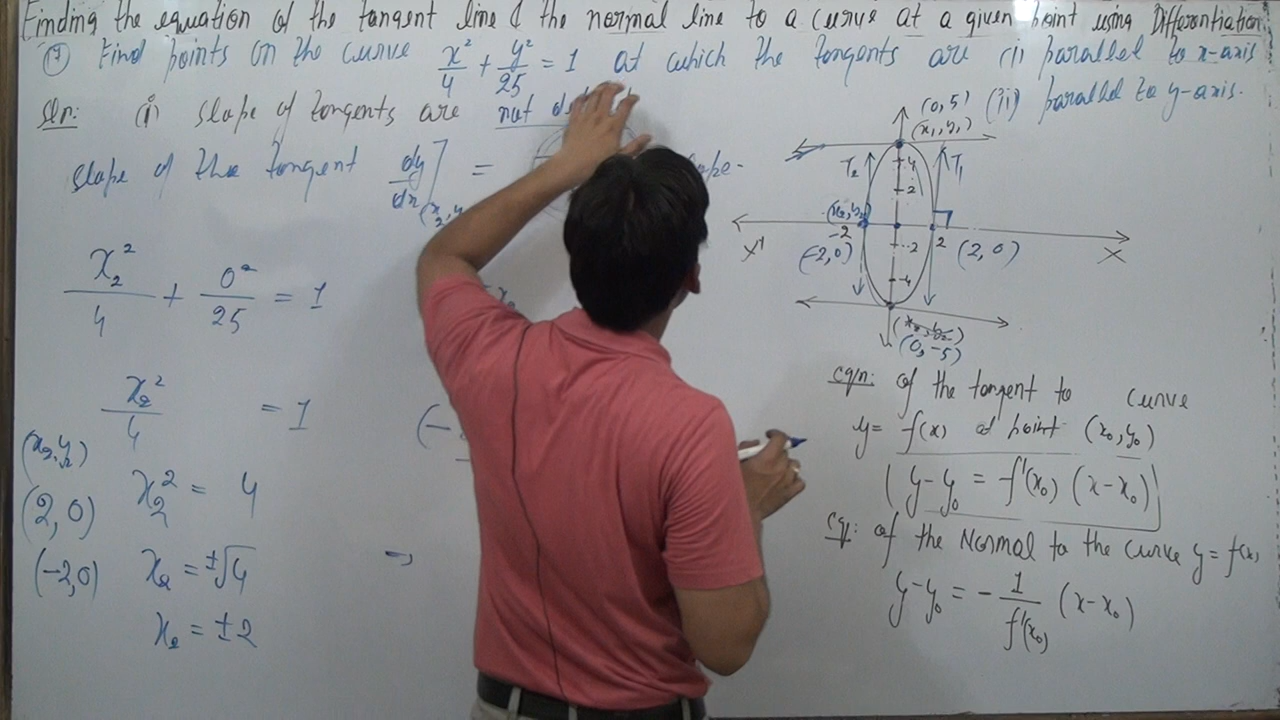 Finding the equation of the tangent line & the normal line to a curve at a given point using Differentiation.
Find points on the curve x²/4 + y²/25 = 1 at which the tangents are (i) parallel to x-axis
(ii) parallel to y-axis.
Sln: (i) slope of tangents are not
slope of the tangent dy/dx] =
x₂²/4 + 0²/25 = 1
x₂²/4 = 1
(x₂, y₂)
x₂² = 4
(2, 0)
x₂ = ±√4
(-2, 0)
x₂ = ±2
(0, 5)
(x₁, y₁)
T₂
T₁
4
2
(x₂, y₂)
-2
2
(-2, 0)
(2, 0)
X'
X
-2
-4
(0, -5)
eqn: of the tangent to curve
y = f(x) at point (x₀, y₀)
y-y₀ = f'(x₀) (x-x₀)
eq: of the Normal to the curve y = f(x)
y-y₀ = -1/f'(x₀) (x-x₀)